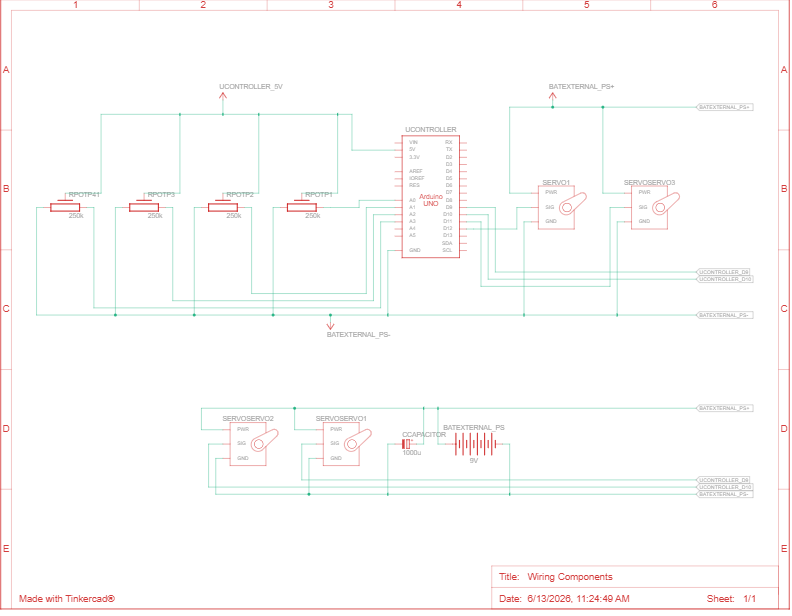 1 2 3 4 5 6
A A
UCONTROLLER_5V BATEXTERNAL_PS+
BATEXTERNAL_PS+
UCONTROLLER
VIN RX
5V TX
3.3V D2
D3
AREF D4
IOREF D5
RES D6
D7
A0 D8
A1 D9
A2 D10
A3 D11
A4 D12
A5 D13
SDA
GND SCL
Arduino
UNO
B B
RPOTP41 RPOTP3 RPOTP2 RPOTP1
250k 250k 250k 250k
SERVO1 SERVOSERVO3
PWR PWR
SIG SIG
GND GND
UCONTROLLER_D9
UCONTROLLER_D10
C C
BATEXTERNAL_PS-
BATEXTERNAL_PS-
BATEXTERNAL_PS+
D D
SERVOSERVO2 SERVOSERVO1
PWR PWR
SIG SIG
GND GND
CCAPACITOR BATEXTERNAL_PS
1000u 9V
UCONTROLLER_D9
UCONTROLLER_D10
BATEXTERNAL_PS-
E E
Title: Wiring Components
Made with Tinkercad® Date: 6/13/2026, 11:24:49 AM Sheet: 1/1